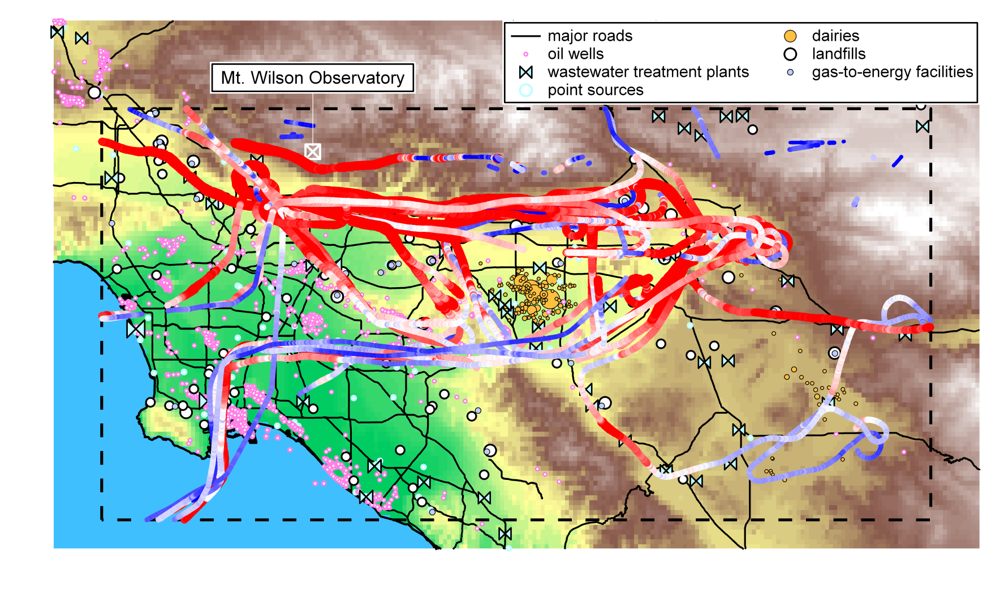 Mt. Wilson Observatory
major roads
oil wells
wastewater treatment plants
point sources
dairies
landfills
gas-to-energy facilities